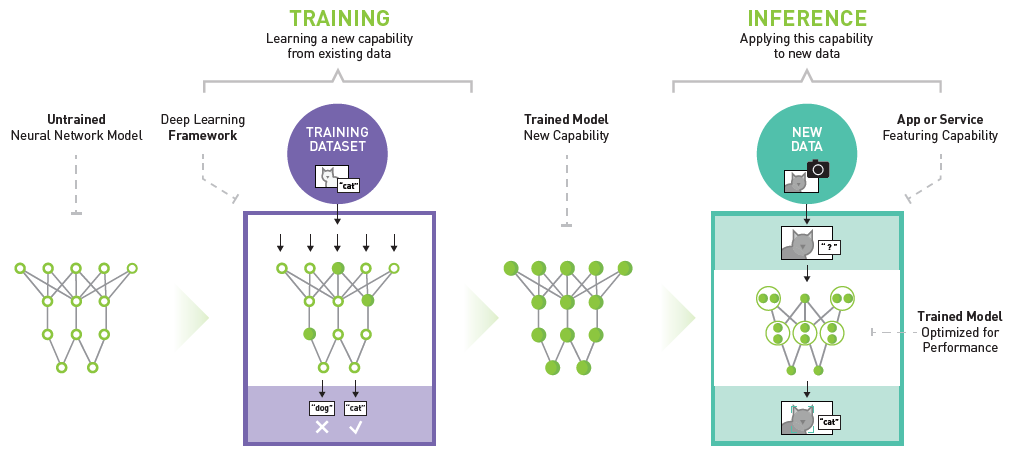 TRAINING
Learning a new capability
from existing data
INFERENCE
Applying this capability
to new data
Untrained
Neural Network Model
Deep Learning
Framework
TRAINING
DATASET
"cat"
Trained Model
New Capability
NEW
DATA
App or Service
Featuring Capability
"?"
Trained Model
Optimized for
Performance
"dog"
"cat"
"cat"